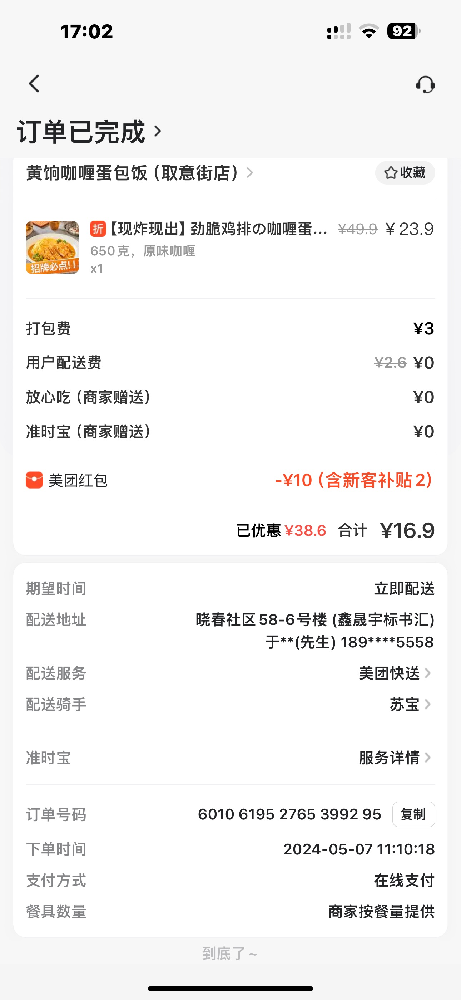 17:02
92
订单已完成
黄饷咖喱蛋包饭（取意街店）
收藏
折【现炸现出】劲脆鸡排の咖喱蛋... ¥49.9 ¥23.9
650克，原味咖喱
x1
招牌必点！！
打包费 ¥3
用户配送费 ¥2.6 ¥0
放心吃（商家赠送） ¥0
准时宝（商家赠送） ¥0
美团红包 -¥10（含新客补贴2）
已优惠 ¥38.6 合计 ¥16.9
期望时间 立即配送
配送地址 晓春社区58-6号楼 (鑫晟宇标书汇)
于**(先生) 189****5558
配送服务 美团快送
配送骑手 苏宝
准时宝 服务详情
订单号码 6010 6195 2765 3992 95 复制
下单时间 2024-05-07 11:10:18
支付方式 在线支付
餐具数量 商家按餐量提供
到底了~